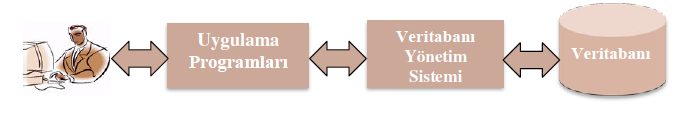 Uygulama
Programları
Veritabanı
Yönetim
Sistemi
Veritabanı